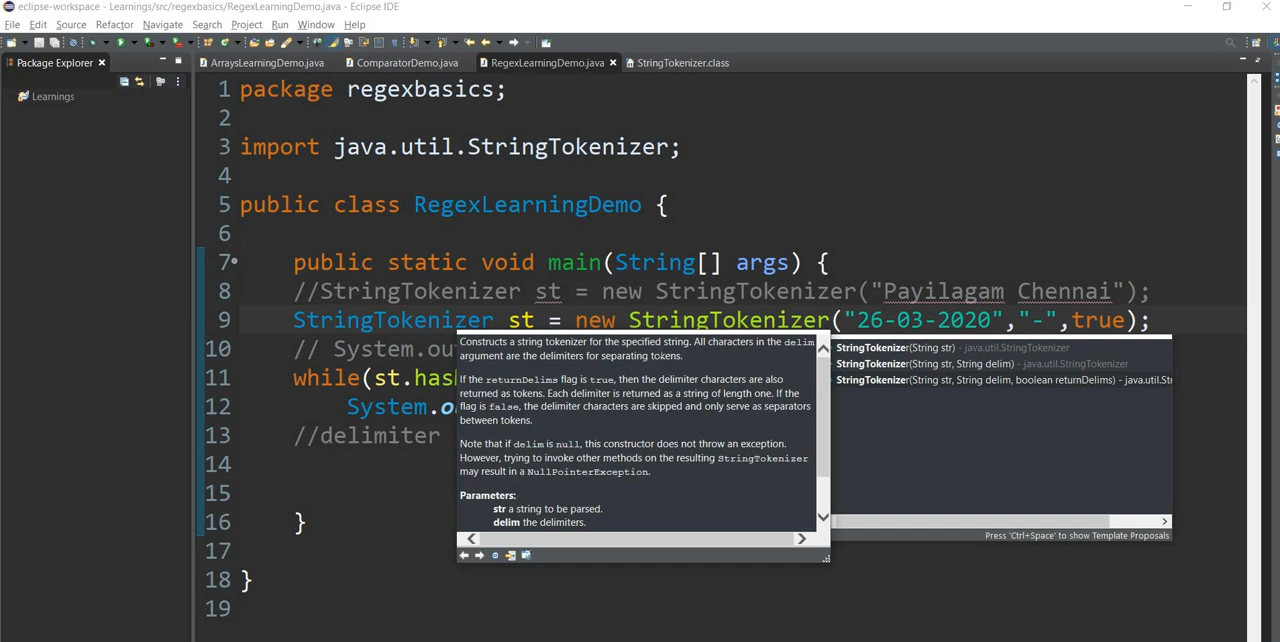 eclipse-workspace - Learnings/src/regexbasics/RegexLearningDemo.java - Eclipse IDE
File Edit Source Refactor Navigate Search Project Run Window Help
Package Explorer
ArraysLearningDemo.java ComparatorDemo.java RegexLearningDemo.java StringTokenizer.class
Learnings
1 package regexbasics;
2
3 import java.util.StringTokenizer;
4
5 public class RegexLearningDemo {
6
7 public static void main(String[] args) {
8 //StringTokenizer st = new StringTokenizer("Payilagam Chennai");
9 StringTokenizer st = new StringTokenizer("26-03-2020","-",true);
10 // System.ou
11 while(st.has
12 System.o
13 //delimiter
14
15
16 }
17
18 }
19
Constructs a string tokenizer for the specified string. All characters in the delim
argument are the delimiters for separating tokens.
If the returnDelims flag is true, then the delimiter characters are also
returned as tokens. Each delimiter is returned as a string of length one. If the
flag is false, the delimiter characters are skipped and only serve as separators
between tokens.
Note that if delim is null, this constructor does not throw an exception.
However, trying to invoke other methods on the resulting StringTokenizer
may result in a NullPointerException.
Parameters:
str a string to be parsed.
delim the delimiters.
StringTokenizer(String str) - java.util.StringTokenizer
StringTokenizer(String str, String delim) - java.util.StringTokenizer
StringTokenizer(String str, String delim, boolean returnDelims) - java.util.St
Press 'Ctrl+Space' to show Template Proposals